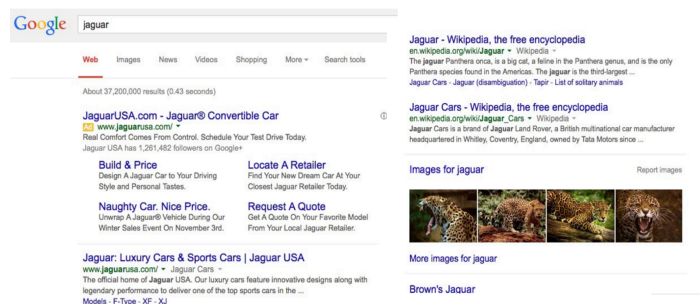 Google
jaguar
Web Images News Videos Shopping More Search tools
About 37,200,000 results (0.43 seconds)
JaguarUSA.com - Jaguar® Convertible Car
Ad www.jaguarusa.com/
Real Comfort Comes From Control. Schedule Your Test Drive Today.
Jaguar USA has 1,261,482 followers on Google+
Build & Price
Design A Jaguar Car to Your Driving
Style and Personal Tastes.
Locate A Retailer
Find Your New Dream Car At Your
Closest Jaguar Retailer Today.
Naughty Car. Nice Price.
Unwrap A Jaguar® Vehicle During Our
Winter Sales Event On November 3rd.
Request A Quote
Get A Quote On Your Favorite Model
From Your Local Jaguar Retailer.
Jaguar: Luxury Cars & Sports Cars | Jaguar USA
www.jaguarusa.com/ Jaguar Cars
The official home of Jaguar USA. Our luxury cars feature innovative designs along with
legendary performance to deliver one of the top sports cars in the ...
Models - F-Type - XF - XJ
Jaguar - Wikipedia, the free encyclopedia
en.wikipedia.org/wiki/Jaguar Wikipedia
The jaguar Panthera onca, is a big cat, a feline in the Panthera genus, and is the only
Panthera species found in the Americas. The jaguar is the third-largest ...
Jaguar Cars - Jaguar (disambiguation) - Tapir - List of solitary animals
Jaguar Cars - Wikipedia, the free encyclopedia
en.wikipedia.org/wiki/Jaguar_Cars Wikipedia
Jaguar Cars is a brand of Jaguar Land Rover, a British multinational car manufacturer
headquartered in Whitley, Coventry, England, owned by Tata Motors since ...
Images for jaguar Report images
More images for jaguar
Brown's Jaguar